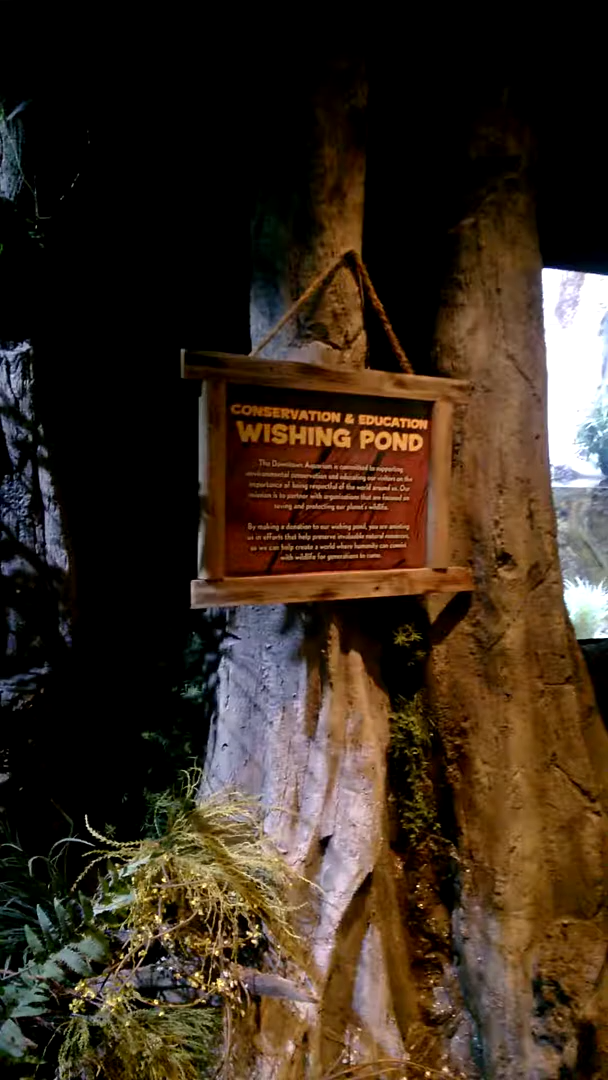 CONSERVATION & EDUCATION
WISHING POND
The Downtown Aquarium is committed to supporting
environmental conservation and educating our visitors on the
importance of being respectful of the world around us. Our
mission is to partner with organizations that are focused on
saving and protecting our planet's wildlife.
By making a donation to our wishing pond, you are assisting
us in efforts that help preserve invaluable natural resources,
so we can help create a world where humanity can coexist
with wildlife for generations to come.